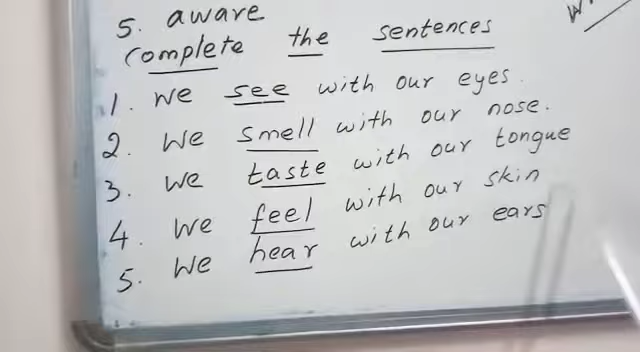 5. aware
Complete the sentences
1. We see with our eyes.
2. We smell with our nose.
3. We taste with our tongue
4. We feel with our skin
5. We hear with our ears